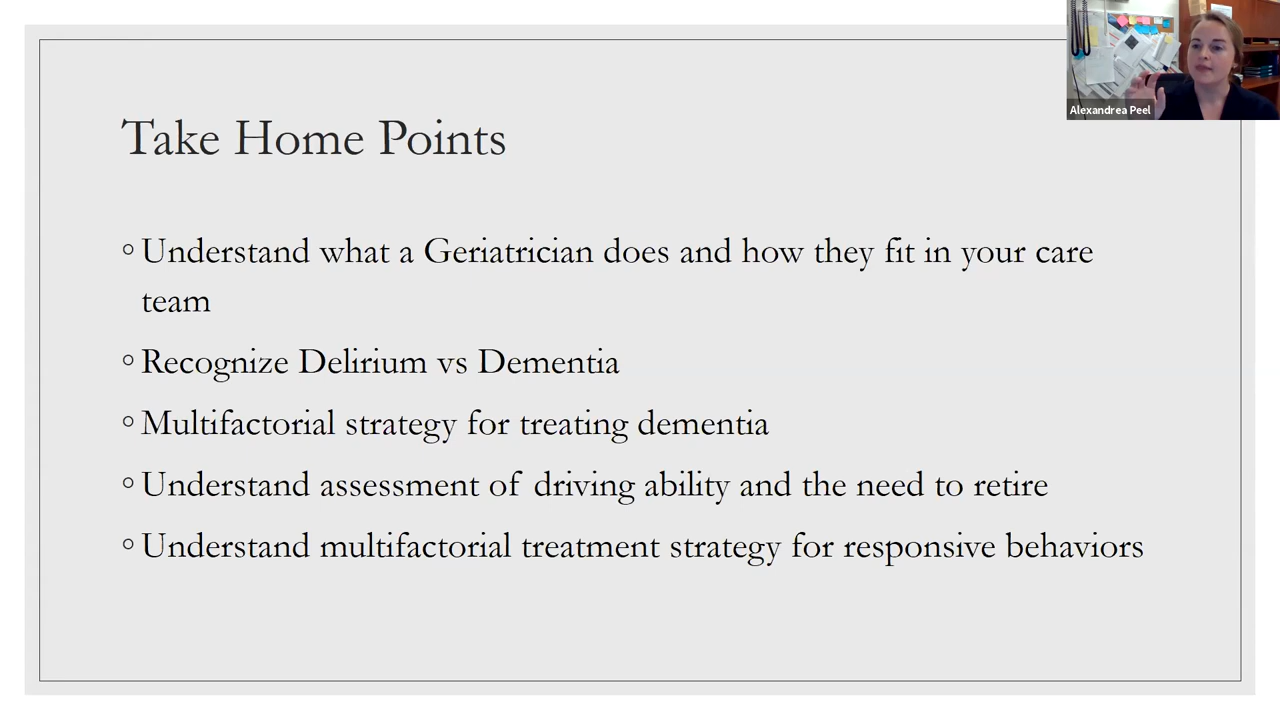 Alexandrea Peel
Take Home Points
◦Understand what a Geriatrician does and how they fit in your care
team
◦Recognize Delirium vs Dementia
◦Multifactorial strategy for treating dementia
◦Understand assessment of driving ability and the need to retire
◦Understand multifactorial treatment strategy for responsive behaviors